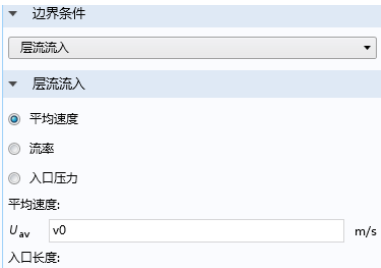 边界条件
层流流入
层流流入
平均速度
流率
入口压力
平均速度:
Uav v0 m/s
入口长度: